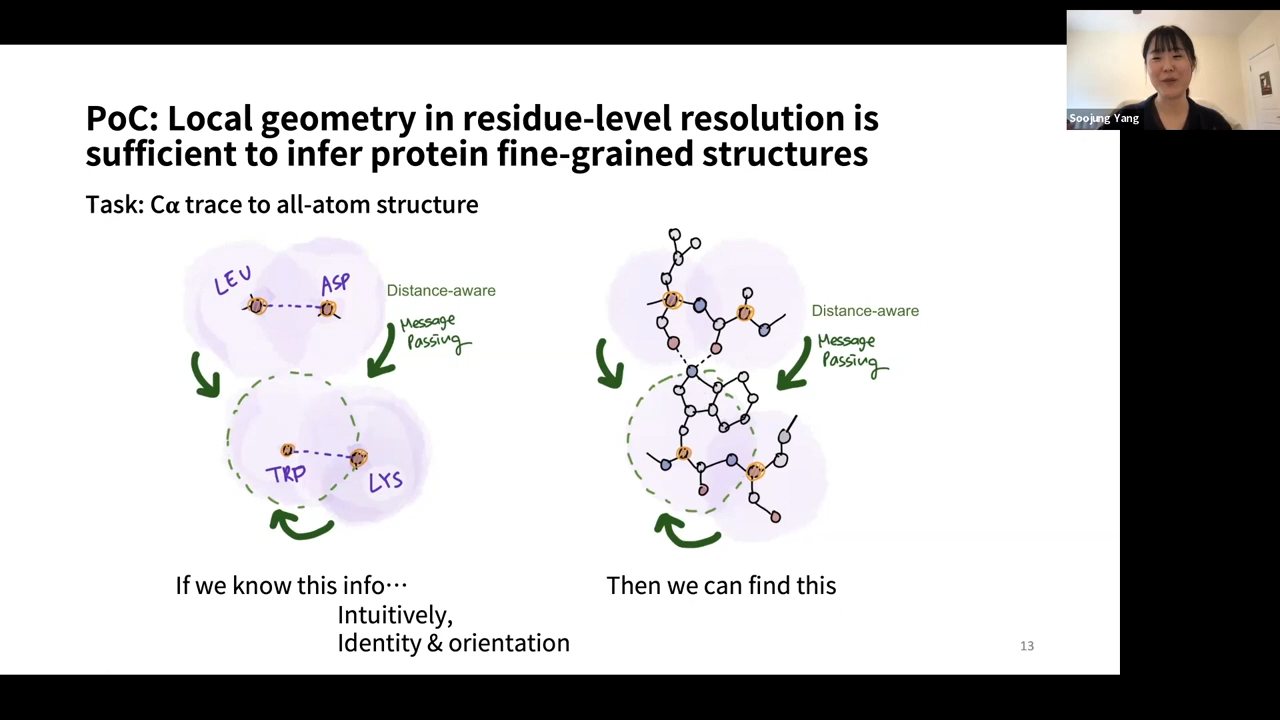 Soojung Yang
PoC: Local geometry in residue-level resolution is
sufficient to infer protein fine-grained structures
Task: Cα trace to all-atom structure
LEU
ASP
Distance-aware
Message
Passing
TRP
LYS
Distance-aware
Message
Passing
If we know this info…
Intuitively,
Identity & orientation
Then we can find this
13